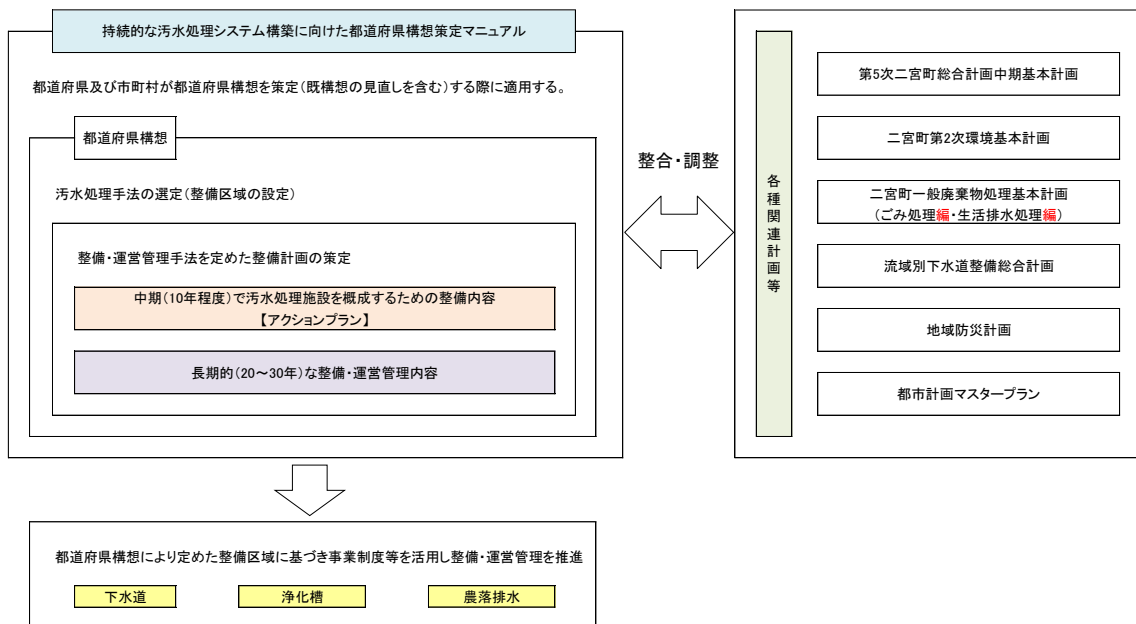 持続的な汚水処理システム構築に向けた都道府県構想策定マニュアル
都道府県及び市町村が都道府県構想を策定（既構想の見直しを含む）する際に適用する。
都道府県構想
汚水処理手法の選定（整備区域の設定）
整備・運営管理手法を定めた整備計画の策定
中期（10年程度）で汚水処理施設を概成するための整備内容
【アクションプラン】
長期的（20～30年）な整備・運営管理内容
整合・調整
各種関連計画等
第5次二宮町総合計画中期基本計画
二宮町第2次環境基本計画
二宮町一般廃棄物処理基本計画
（ごみ処理編・生活排水処理編）
流域別下水道整備総合計画
地域防災計画
都市計画マスタープラン
都道府県構想により定めた整備区域に基づき事業制度等を活用し整備・運営管理を推進
下水道
浄化槽
農落排水